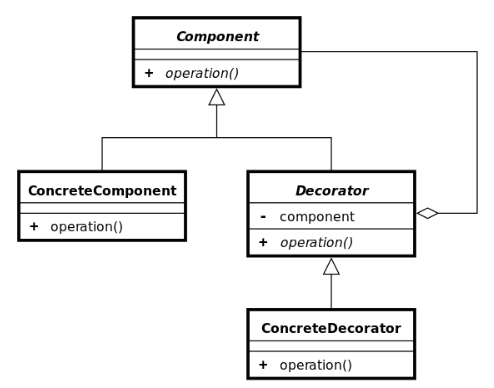 Component
+ operation()
ConcreteComponent
+ operation()
Decorator
- component
+ operation()
ConcreteDecorator
+ operation()